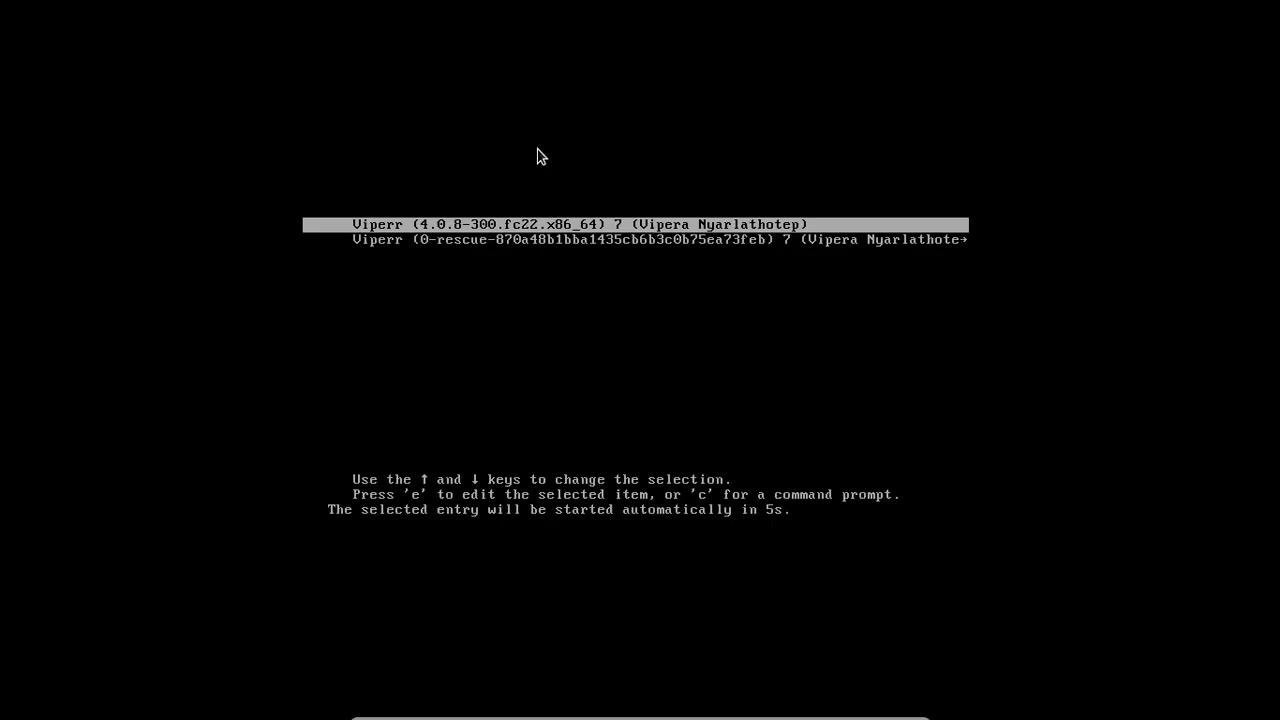 Viperr (4.0.8-300.fc22.x86_64) 7 (Vipera Nyarlathotep)
Viperr (0-rescue-870a48b1bba1435cb6b3c0b75ea73feb) 7 (Vipera Nyarlathote→
Use the ↑ and ↓ keys to change the selection.
Press 'e' to edit the selected item, or 'c' for a command prompt.
The selected entry will be started automatically in 5s.